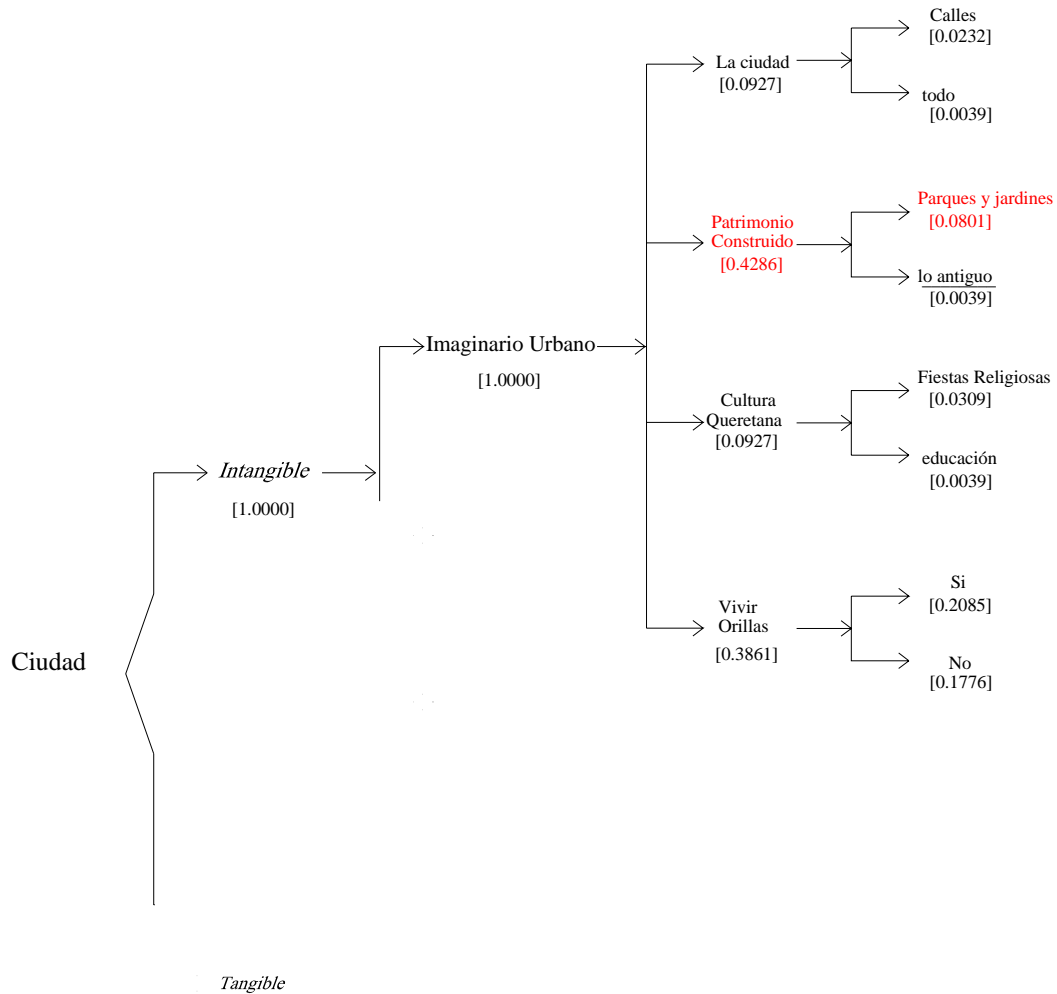 Ciudad
Intangible
[1.0000]
Imaginario Urbano
[1.0000]
La ciudad
[0.0927]
Calles
[0.0232]
todo
[0.0039]
Patrimonio
Construido
[0.4286]
Parques y jardines
[0.0801]
lo antiguo
[0.0039]
Cultura
Queretana
[0.0927]
Fiestas Religiosas
[0.0309]
educación
[0.0039]
Vivir
Orillas
[0.3861]
Si
[0.2085]
No
[0.1776]
Tangible